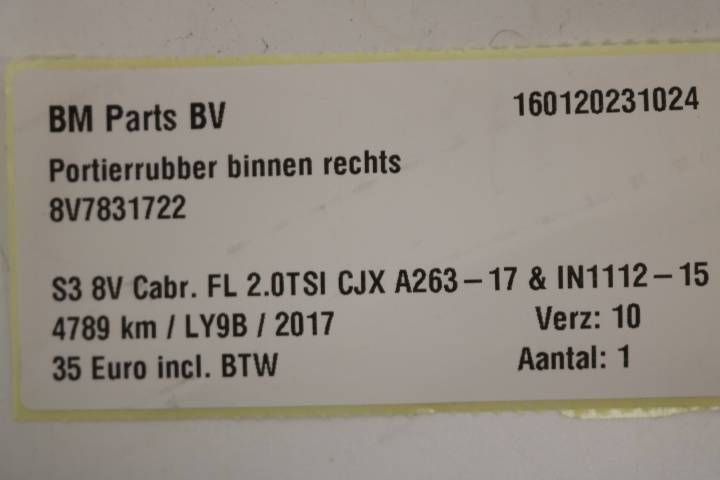 BM Parts BV 160120231024
Portierrubber binnen rechts
8V7831722
S3 8V Cabr. FL 2.0TSI CJX A263-17 & IN1112-15
4789 km / LY9B / 2017 Verz: 10
35 Euro incl. BTW Aantal: 1